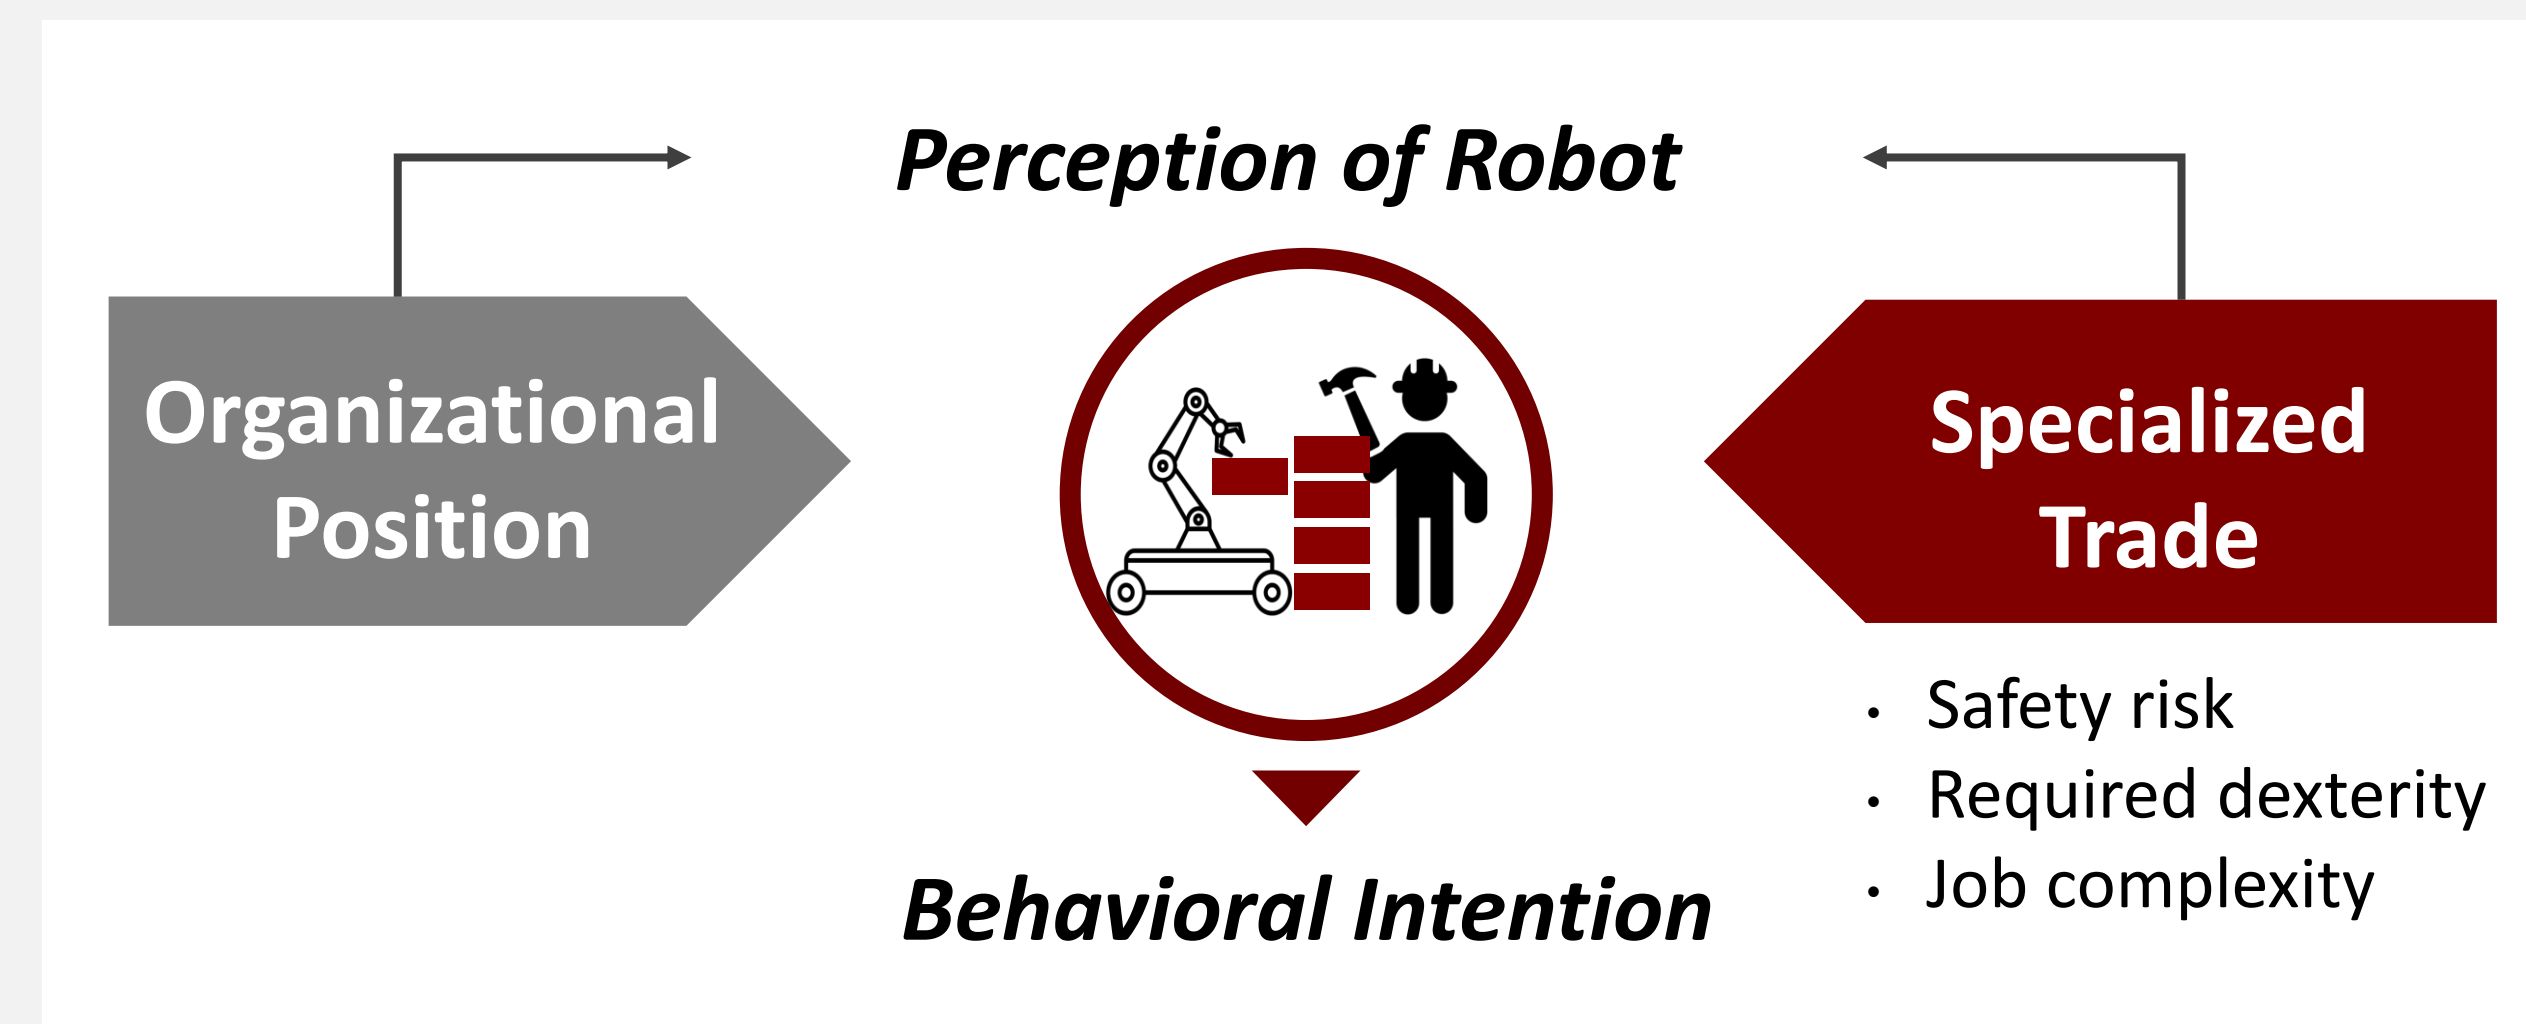 Perception of Robot
Organizational
Position
Specialized
Trade
• Safety risk
• Required dexterity
• Job complexity
Behavioral Intention